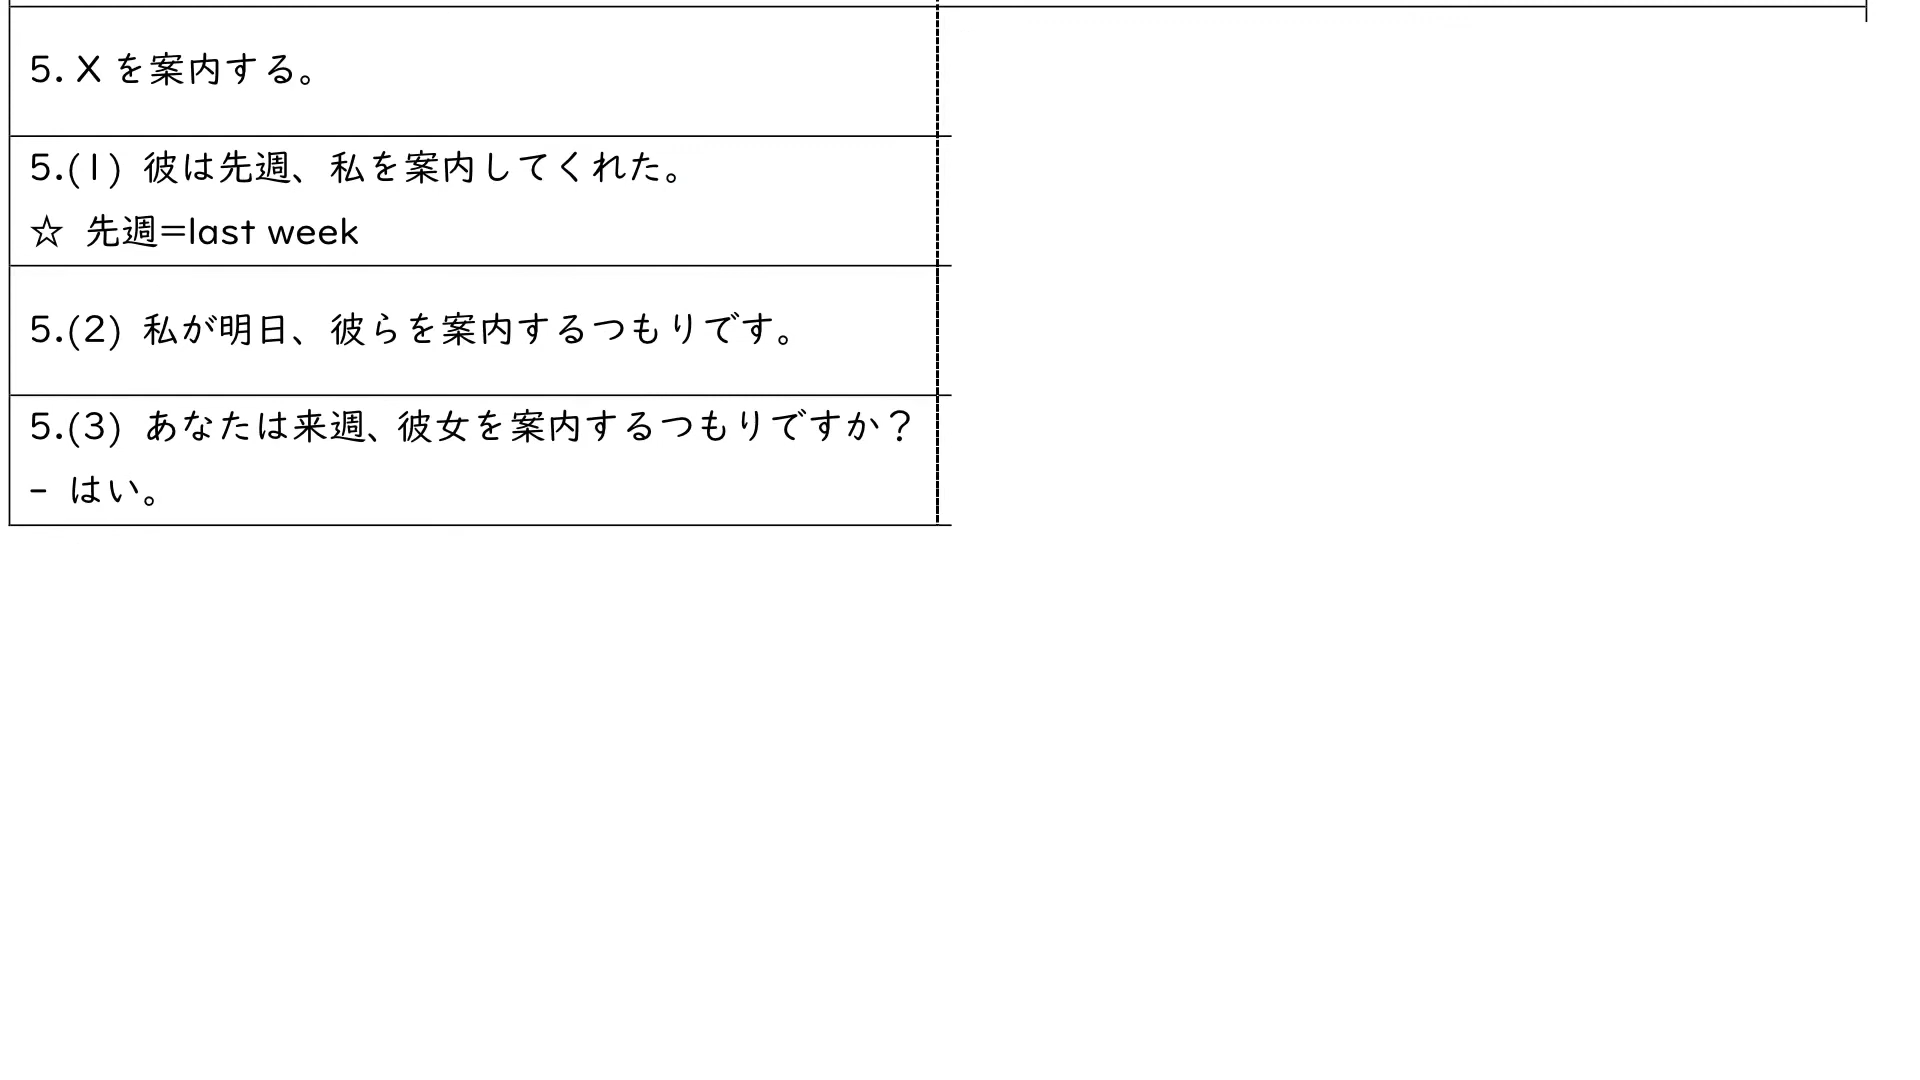 5. X を案内する。
5.(1) 彼は先週、私を案内してくれた。
☆ 先週=last week
5.(2) 私が明日、彼らを案内するつもりです。
5.(3) あなたは来週、彼女を案内するつもりですか？
– はい。